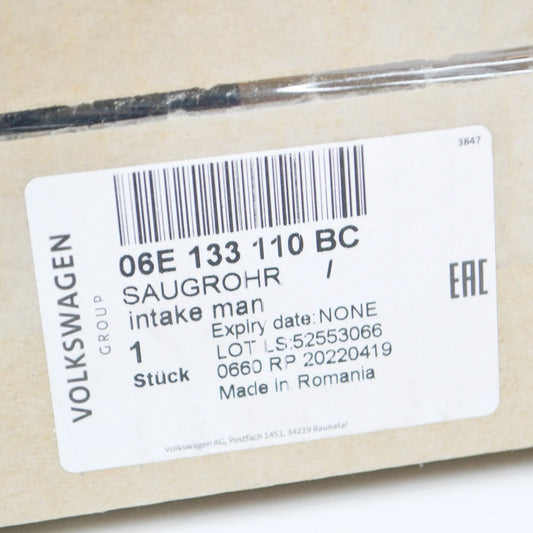 3847
VOLKSWAGEN
GROUP
06E 133 110 BC
SAUGROHR /
intake man
Expiry date:NONE
1 LOT LS:52553066
Stück 0660 RP 20220419
Made in Romania
EAC
Volkswagen AG, Postfach 1451, 34219 Baunatal